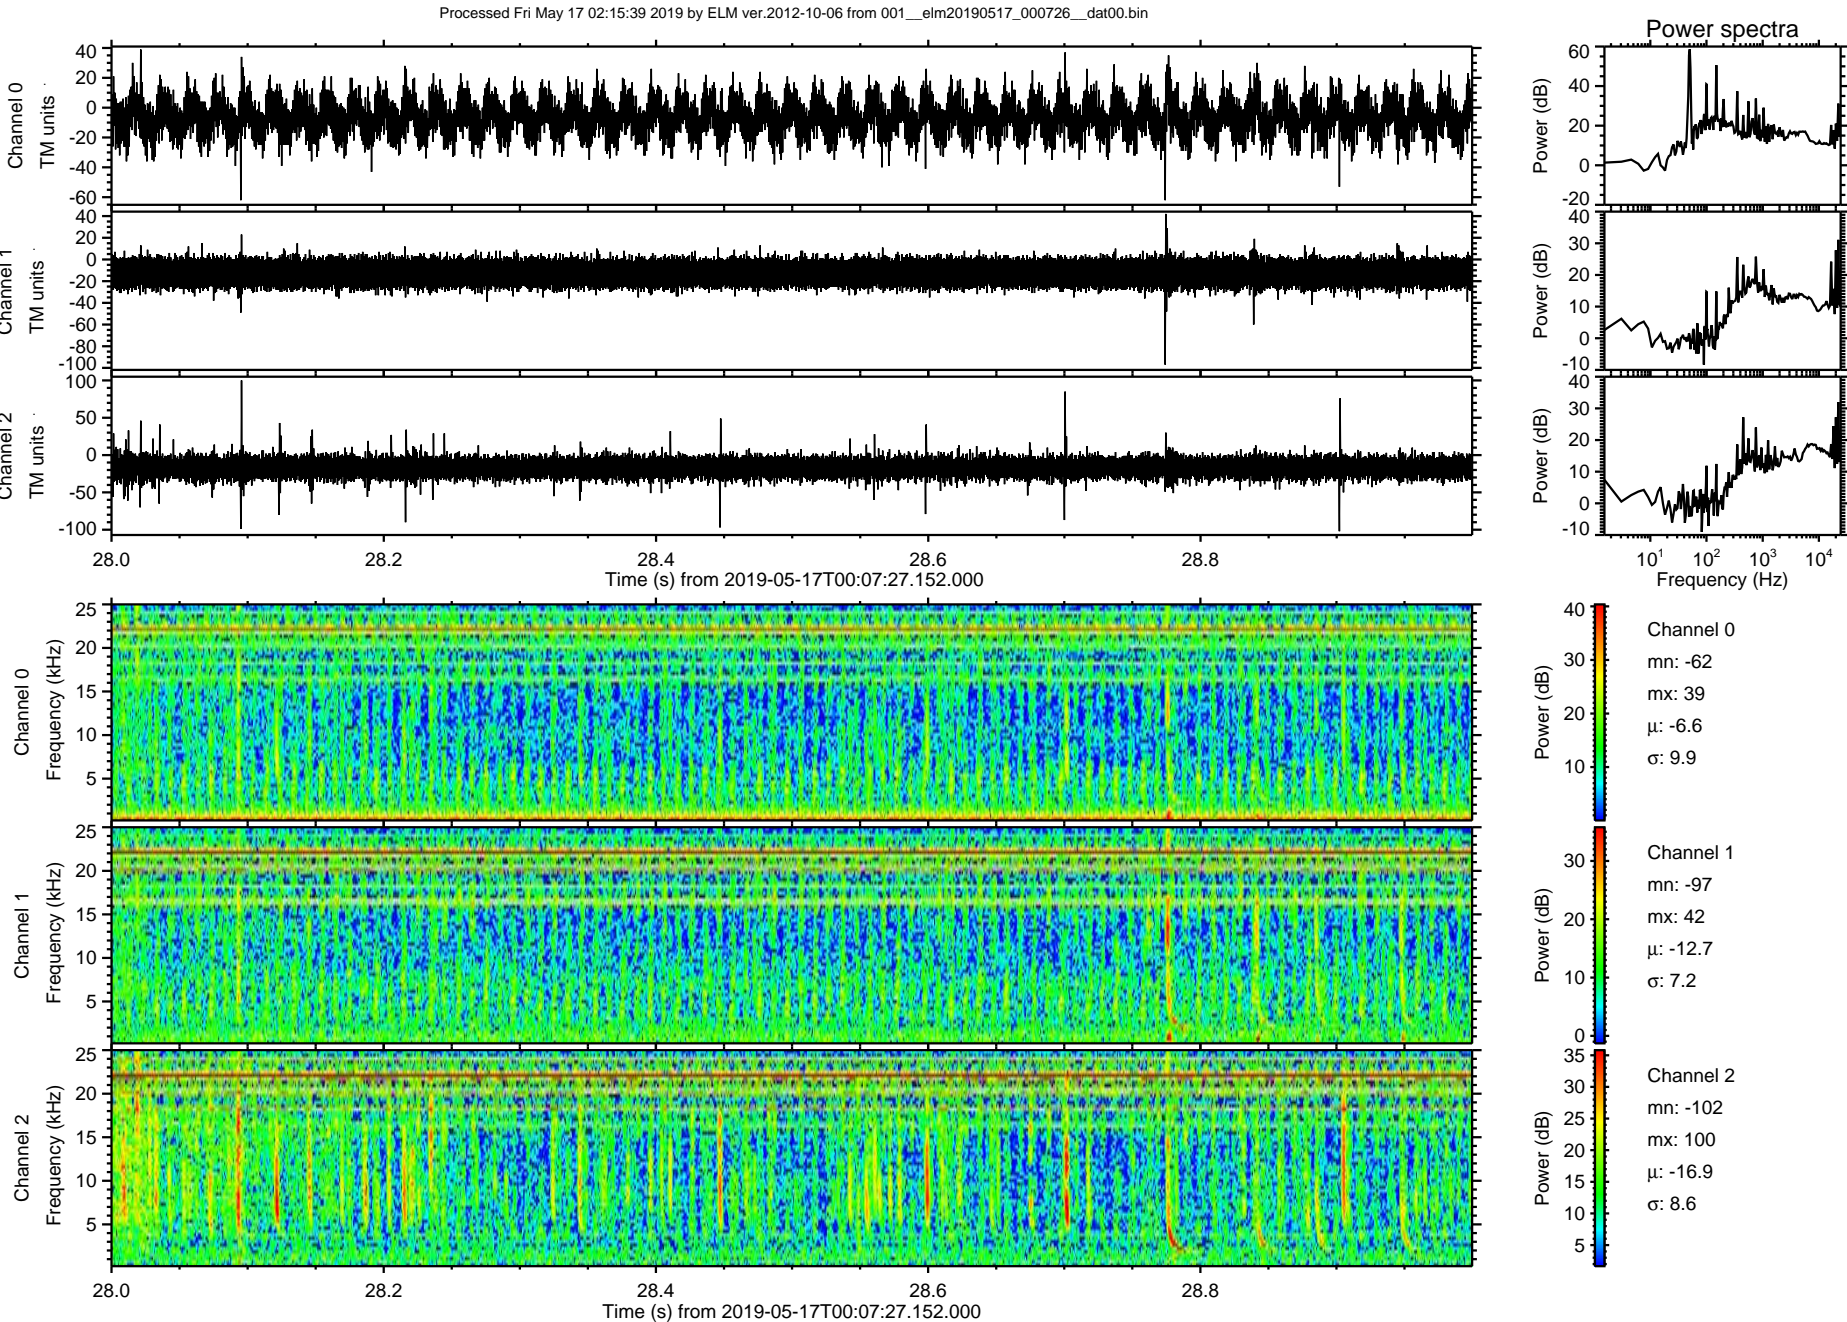 Processed Fri May 17 02:15:39 2019 by ELM ver.2012-10-06 from 001__elm20190517_000726__dat00.bin
Power spectra
Channel 0
TM units
40
20
0
-20
-40
-60
Power (dB)
60
40
20
0
-20
Channel 1
TM units
40
20
0
-20
-40
-60
-80
-100
Power (dB)
40
30
20
10
0
-10
Channel 2
TM units
100
50
0
-50
-100
Power (dB)
40
30
20
10
0
-10
28.0 28.2 28.4 28.6 28.8
Time (s) from 2019-05-17T00:07:27.152.000
10^1 10^2 10^3 10^4
Frequency (Hz)
Channel 0
Frequency (kHz)
25
20
15
10
5
Power (dB)
40
30
20
10
Channel 0
mn: -62
mx: 39
μ: -6.6
σ: 9.9
Channel 1
Frequency (kHz)
25
20
15
10
5
Power (dB)
30
20
10
0
Channel 1
mn: -97
mx: 42
μ: -12.7
σ: 7.2
Channel 2
Frequency (kHz)
25
20
15
10
5
Power (dB)
35
30
25
20
15
10
5
Channel 2
mn: -102
mx: 100
μ: -16.9
σ: 8.6
28.0 28.2 28.4 28.6 28.8
Time (s) from 2019-05-17T00:07:27.152.000